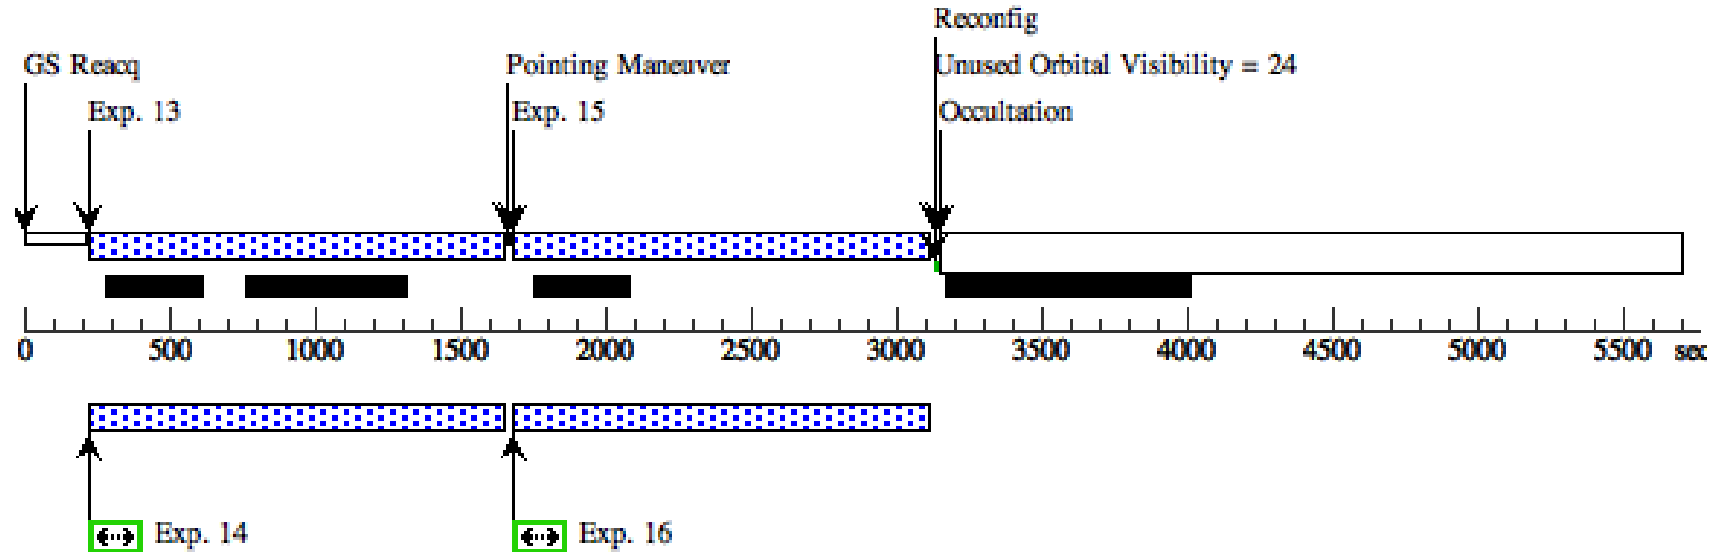 Reconfig
GS Reacq
Pointing Maneuver
Unused Orbital Visibility = 24
Exp. 13
Exp. 15
Occultation
0 500 1000 1500 2000 2500 3000 3500 4000 4500 5000 5500 sec
Exp. 14
Exp. 16